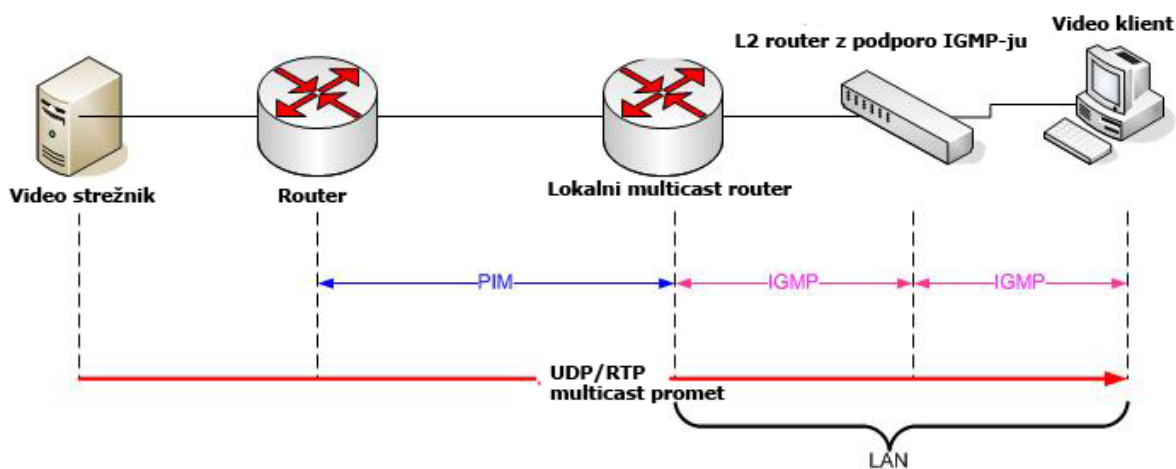 Video klient
L2 router z podporo IGMP-ju
Video strežnik
Router
Lokalni multicast router
PIM
IGMP
IGMP
UDP/RTP
multicast promet
LAN